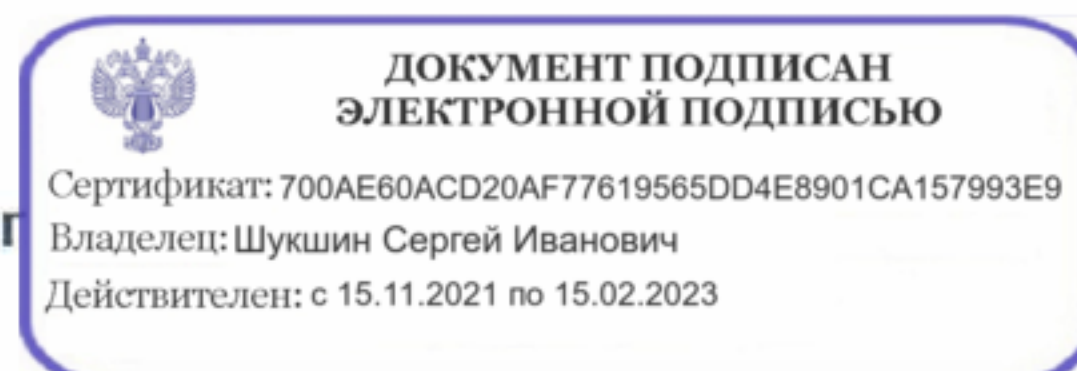 ДОКУМЕНТ ПОДПИСАН
ЭЛЕКТРОННОЙ ПОДПИСЬЮ
Сертификат: 700AE60ACD20AF77619565DD4E8901CA157993E9
Владелец: Шукшин Сергей Иванович
Действителен: с 15.11.2021 по 15.02.2023